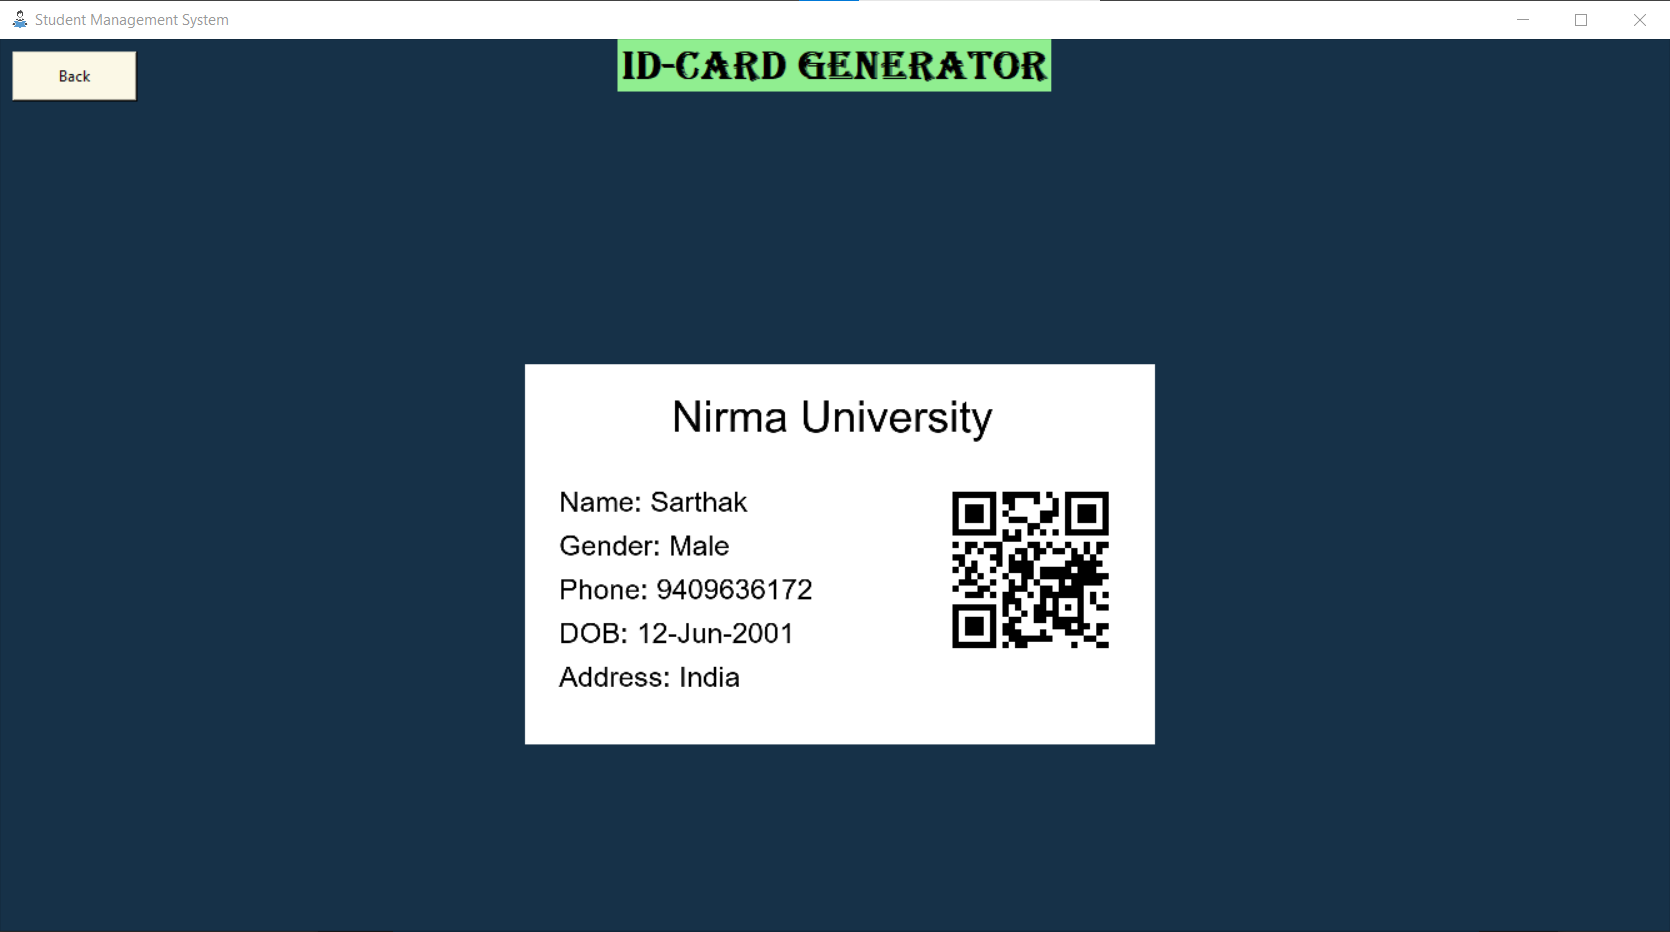 Student Management System
Back
ID-CARD GENERATOR
Nirma University
Name: Sarthak
Gender: Male
Phone: 9409636172
DOB: 12-Jun-2001
Address: India